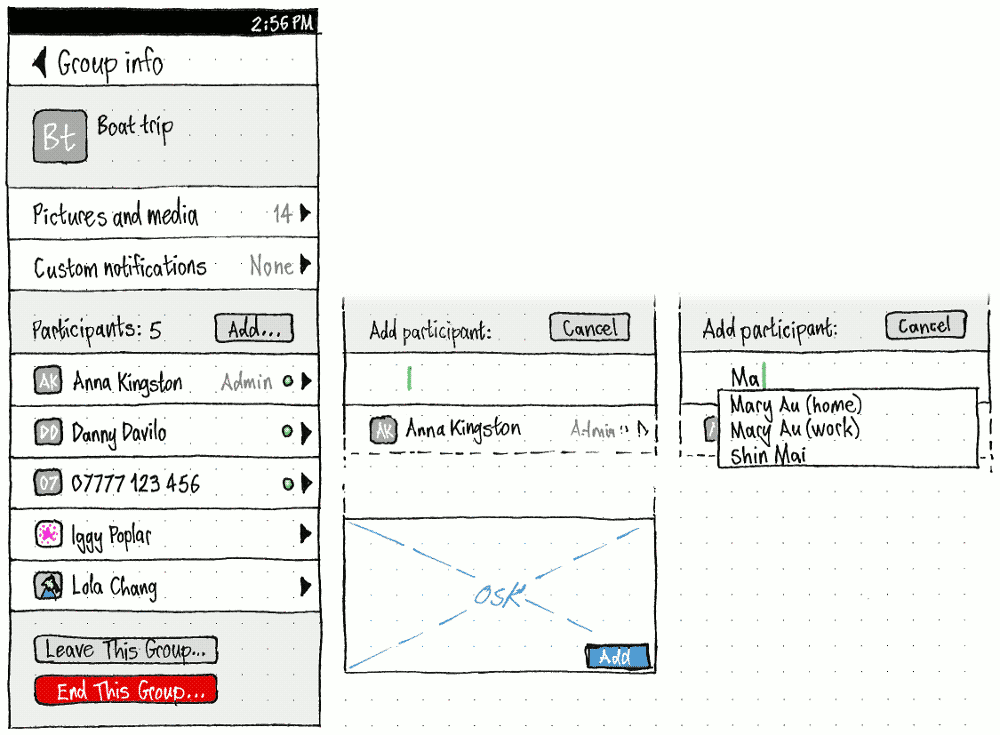 2:56 PM
Group info
Bt
Boat trip
Pictures and media 14
Custom notifications None
Participants: 5 Add...
AK Anna Kingston Admin
DD Danny Davilo
07 07777 123 456
Iggy Poplar
Lola Chang
Leave This Group...
End This Group...
Add participant: Cancel
AK Anna Kingston Admin
OSK
Add
Add participant: Cancel
Ma
Mary Au (home)
Mary Au (work)
Shin Mai